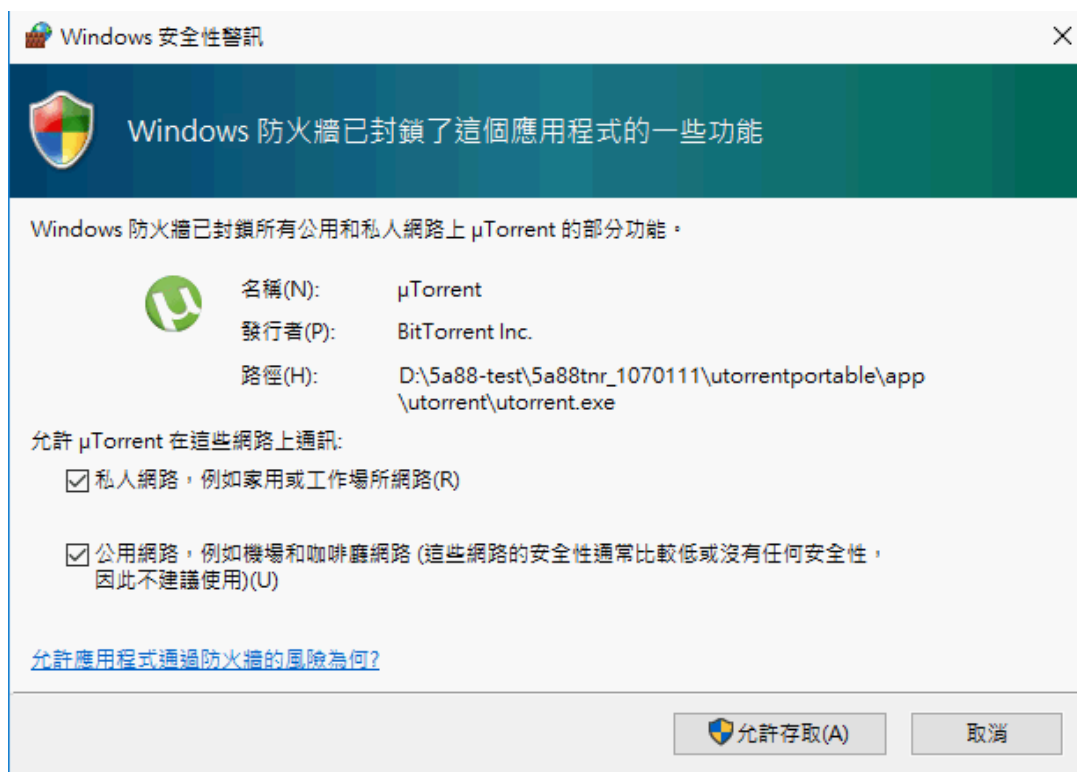 Windows 安全性警訊
Windows 防火牆已封鎖了這個應用程式的一些功能
Windows 防火牆已封鎖所有公用和私人網路上 µTorrent 的部分功能。
名稱(N): µTorrent
發行者(P): BitTorrent Inc.
路徑(H): D:\5a88-test\5a88tnr_1070111\utorrentportable\app
\utorrent\utorrent.exe
允許 µTorrent 在這些網路上通訊:
私人網路，例如家用或工作場所網路(R)
公用網路，例如機場和咖啡廳網路 (這些網路的安全性通常比較低或沒有任何安全性，
因此不建議使用)(U)
允許應用程式通過防火牆的風險為何?
允許存取(A) 取消